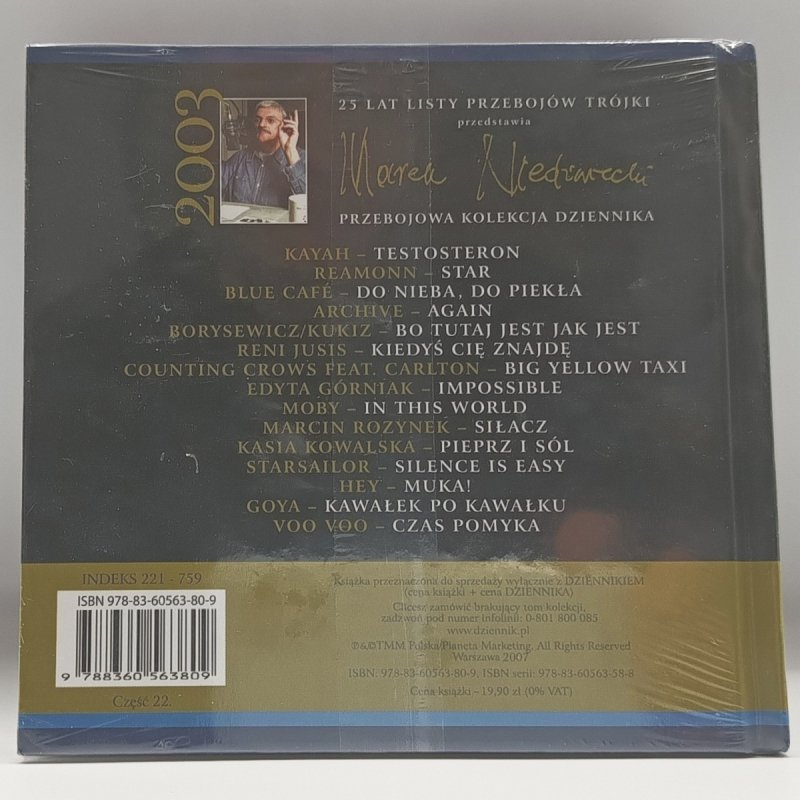 2003
25 LAT LISTY PRZEBOJÓW TRÓJKI
przedstawia
Marek Niedźwiecki
PRZEBOJOWA KOLEKCJA DZIENNIKA
KAYAH – TESTOSTERON
REAMONN – STAR
BLUE CAFÉ – DO NIEBA, DO PIEKŁA
ARCHIVE – AGAIN
BORYSEWICZ/KUKIZ – BO TUTAJ JEST JAK JEST
RENI JUSIS – KIEDYŚ CIĘ ZNAJDĘ
COUNTING CROWS FEAT. CARLTON – BIG YELLOW TAXI
EDYTA GÓRNIAK – IMPOSSIBLE
MOBY – IN THIS WORLD
MARCIN ROZYNEK – SIŁACZ
KASIA KOWALSKA – PIEPRZ I SÓL
STARSAILOR – SILENCE IS EASY
HEY – MUKA!
GOYA – KAWAŁEK PO KAWAŁKU
VOO VOO – CZAS POMYKA
INDEKS 221 - 759
ISBN 978-83-60563-80-9
9 788360 563809
Część 22.
Książka przeznaczona do sprzedaży wyłącznie z DZIENNIKIEM
(cena książki + cena DZIENNIKA)
Chcesz zamówić brakujący tom kolekcji,
zadzwoń pod numer infolinii: 0-801 800 085
www.dziennik.pl
℗&©TMM Polska/Planeta Marketing. All Rights Reserved
Warszawa 2007
ISBN: 978-83-60563-80-9, ISBN serii: 978-83-60563-58-8
Cena książki – 19,90 zł (0% VAT)